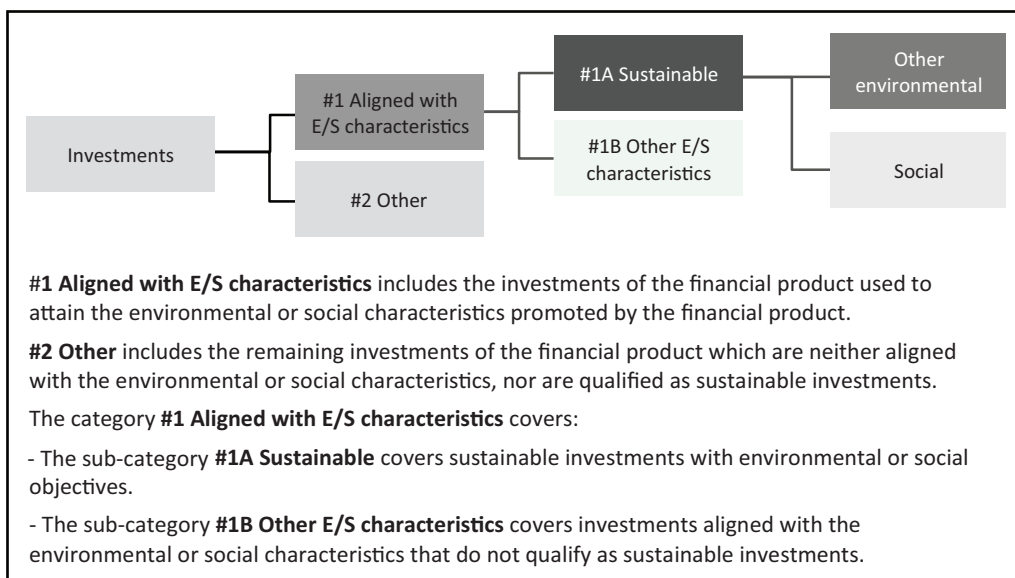 Investments
#1 Aligned with
E/S characteristics
#2 Other
#1A Sustainable
#1B Other E/S
characteristics
Other
environmental
Social
#1 Aligned with E/S characteristics includes the investments of the financial product used to
attain the environmental or social characteristics promoted by the financial product.
#2 Other includes the remaining investments of the financial product which are neither aligned
with the environmental or social characteristics, nor are qualified as sustainable investments.
The category #1 Aligned with E/S characteristics covers:
- The sub-category #1A Sustainable covers sustainable investments with environmental or social
objectives.
- The sub-category #1B Other E/S characteristics covers investments aligned with the
environmental or social characteristics that do not qualify as sustainable investments.